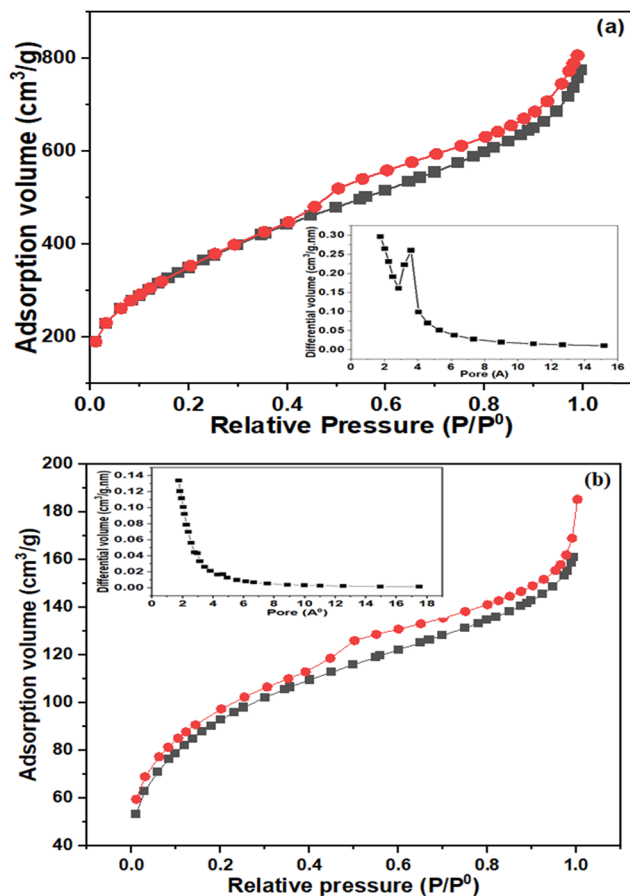 (a)
800
600
400
200
Adsorption volume (cm³/g)
0.0 0.2 0.4 0.6 0.8 1.0
Relative Pressure (P/P⁰)
0.30
0.25
0.20
0.15
0.10
0.05
0.00
Differential volume (cm³/g.nm)
0 2 4 6 8 10 12 14 16
Pore (A)
(b)
200
180
160
140
120
100
80
60
40
Adsorption volume (cm³/g)
0.0 0.2 0.4 0.6 0.8 1.0
Relative pressure (P/P⁰)
0.14
0.12
0.10
0.08
0.06
0.04
0.02
0.00
Differential volume (cm³/g.nm)
0 2 4 6 8 10 12 14 16 18
Pore (A⁰)